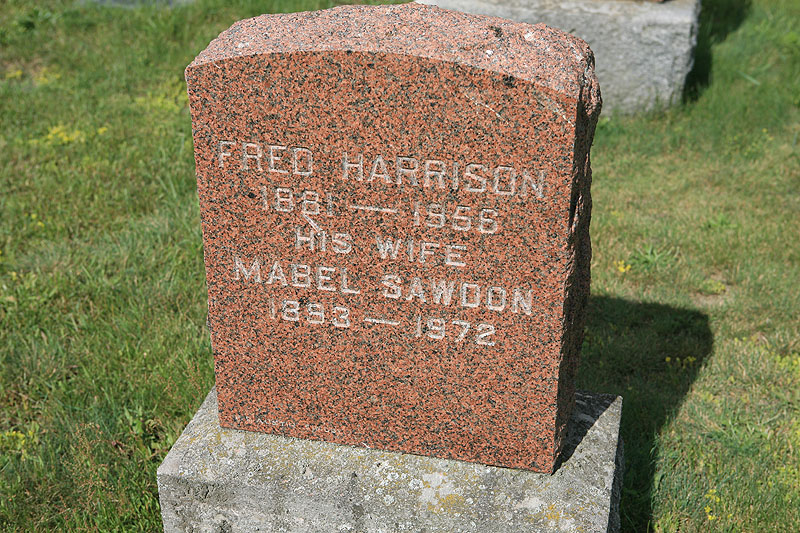 FRED HARRISON
1881 — 1956
HIS WIFE
MABEL SAWDON
1893 — 1972